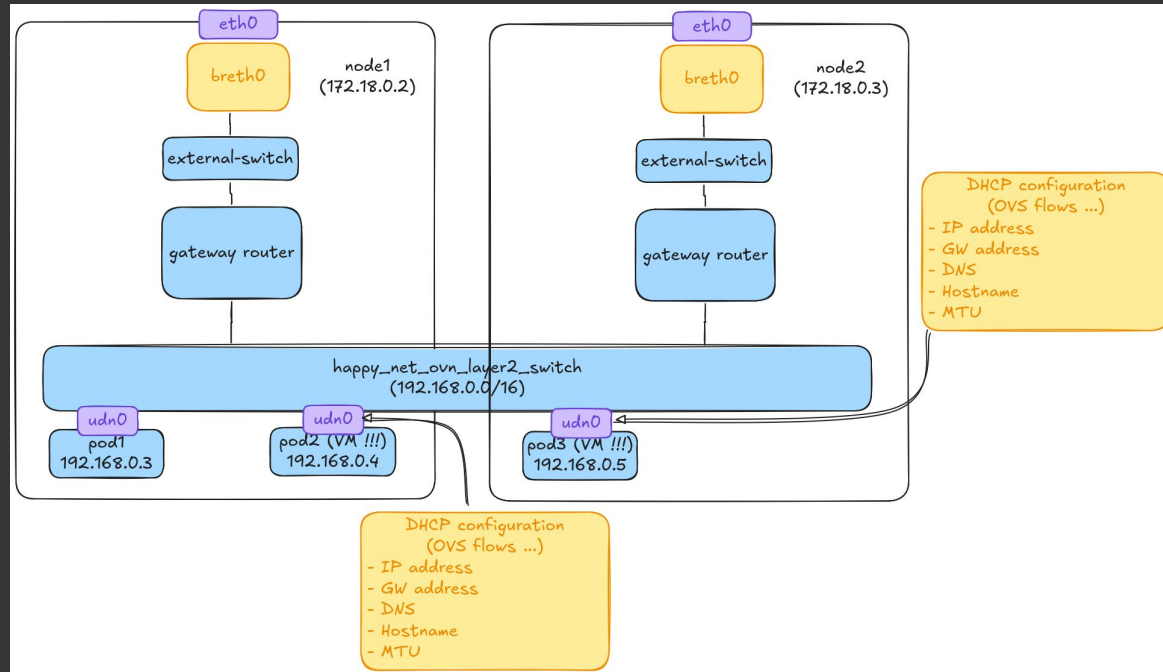 eth0
breth0
node1
(172.18.0.2)
external-switch
gateway router
eth0
breth0
node2
(172.18.0.3)
external-switch
gateway router
DHCP configuration
(OVS flows ...)
- IP address
- GW address
- DNS
- Hostname
- MTU
happy_net_ovn_layer2_switch
(192.168.0.0/16)
udn0
pod1
192.168.0.3
udn0
pod2 (VM !!!)
192.168.0.4
udn0
pod3 (VM !!!)
192.168.0.5
DHCP configuration
(OVS flows ...)
- IP address
- GW address
- DNS
- Hostname
- MTU